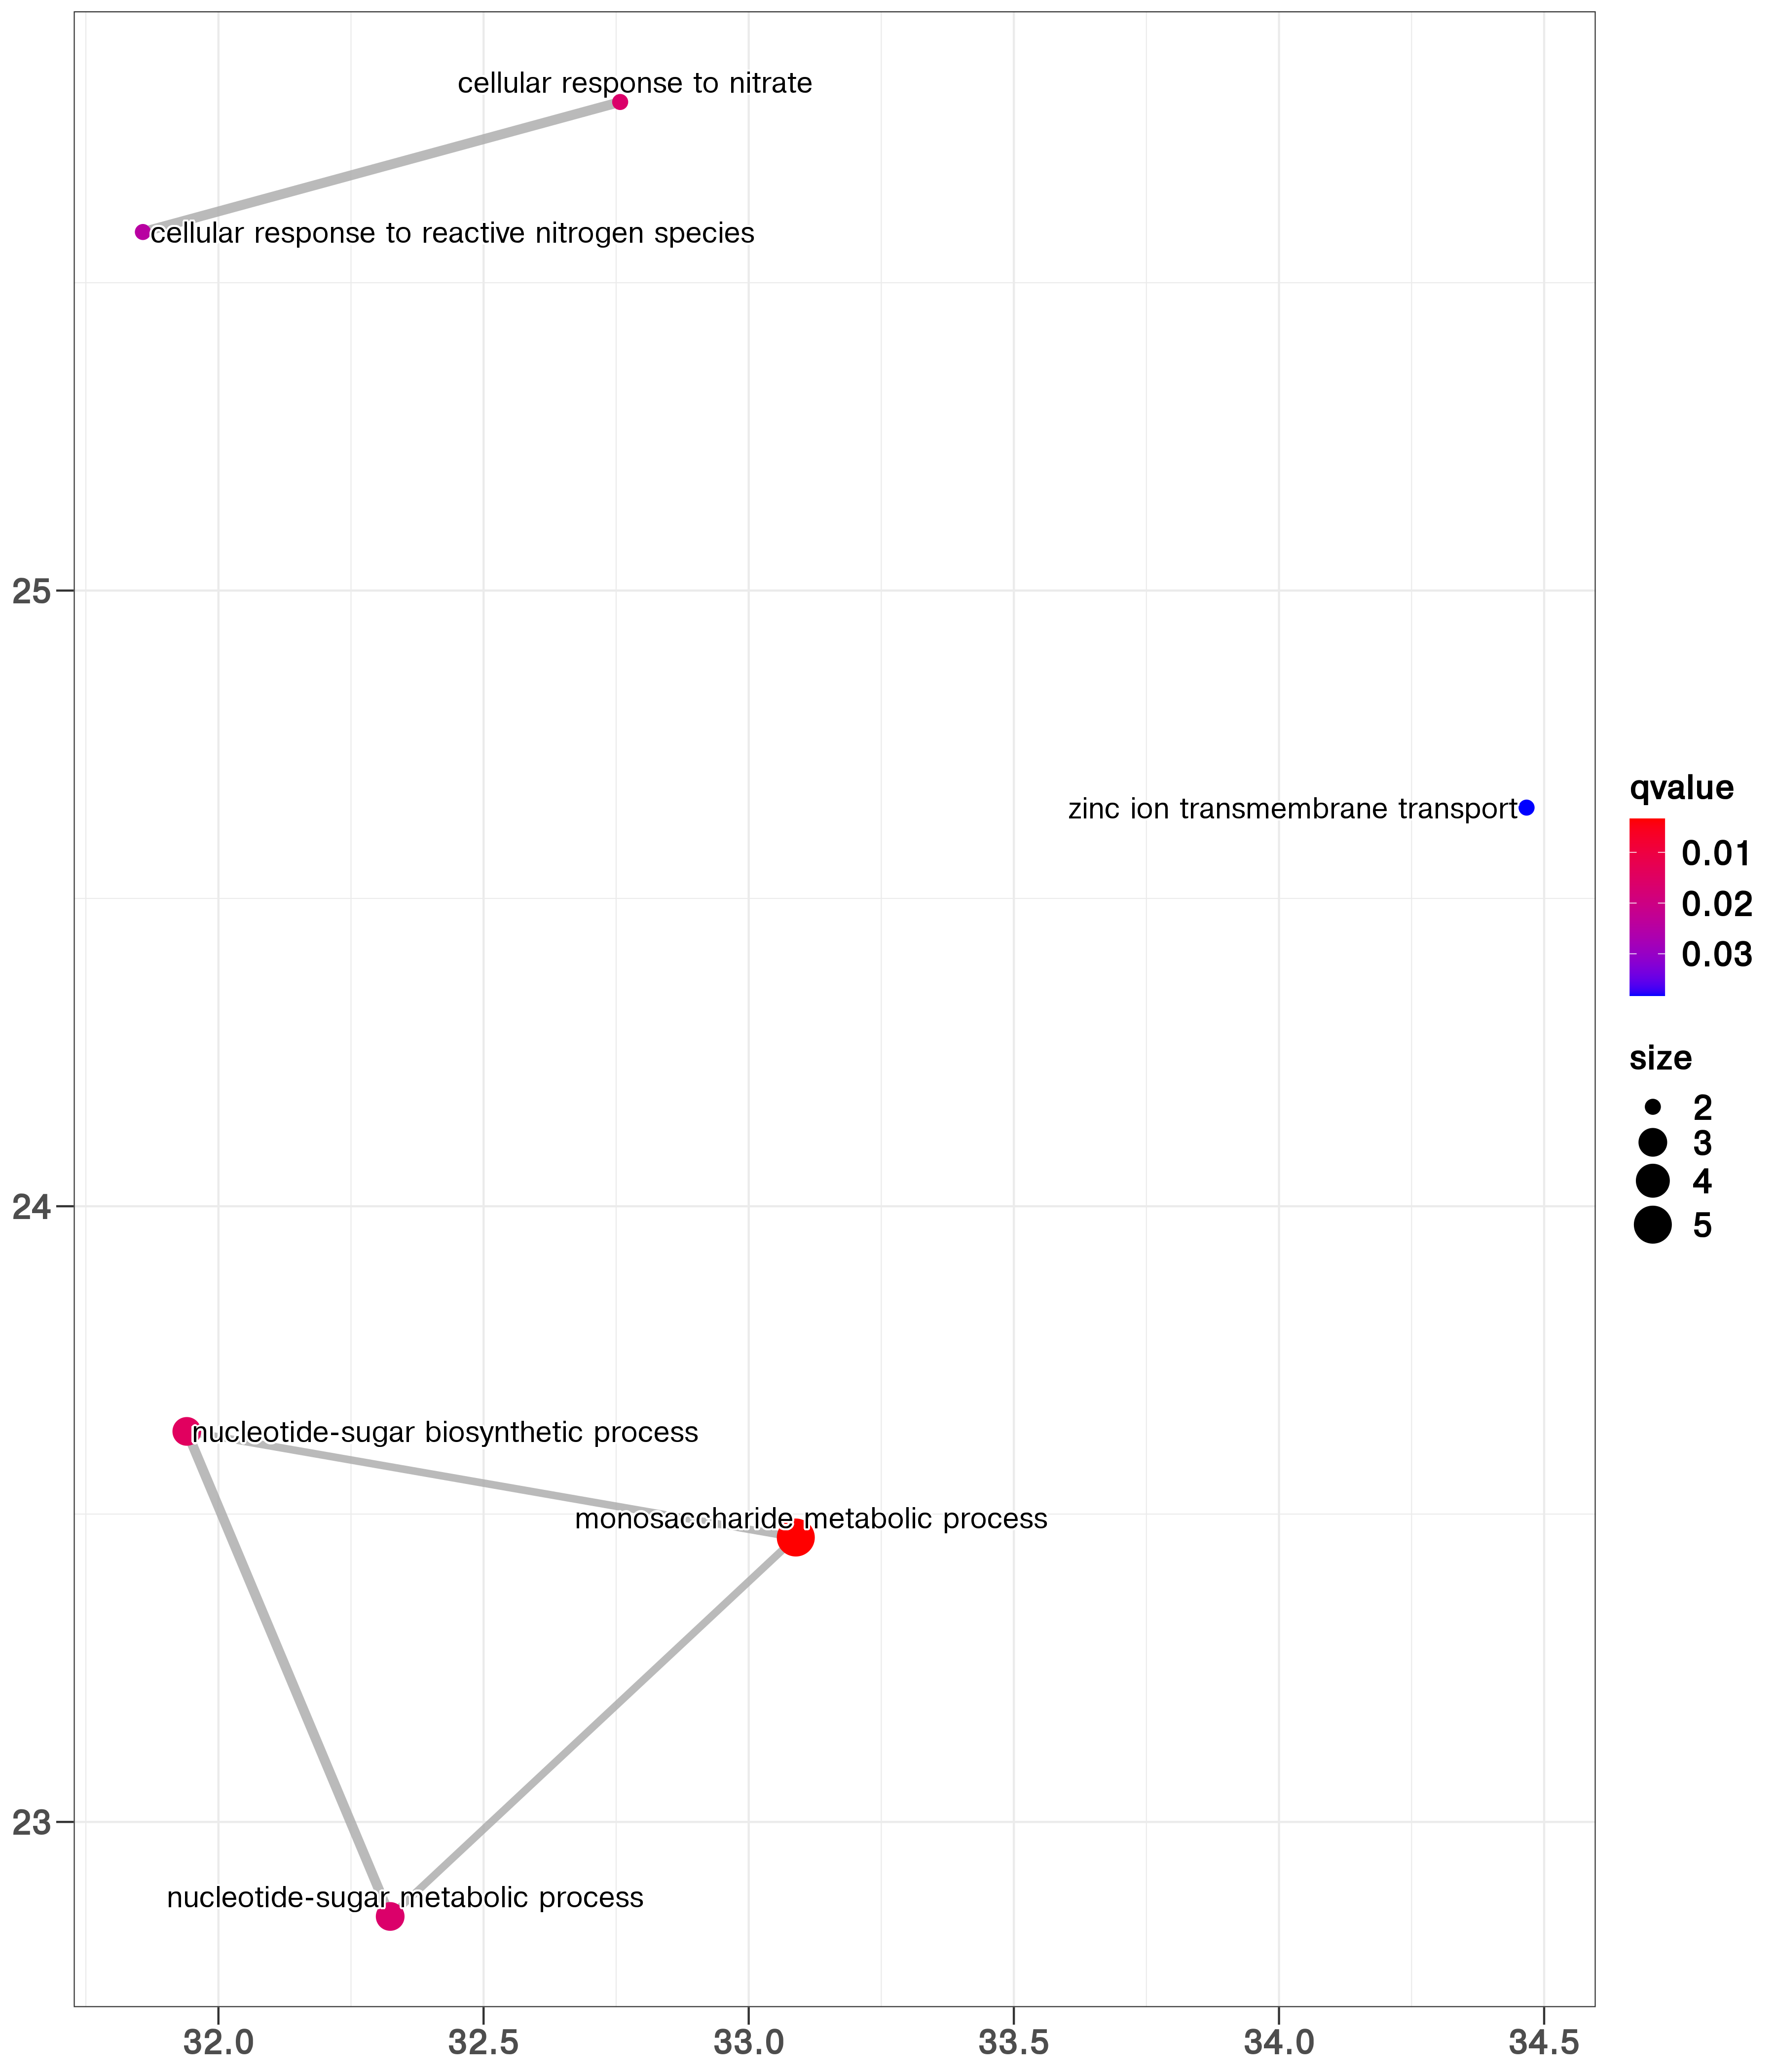 cellular response to nitrate
cellular response to reactive nitrogen species
25
zinc ion transmembrane transport
qvalue
0.01
0.02
0.03
size
2
3
4
5
24
nucleotide-sugar biosynthetic process
monosaccharide metabolic process
23
nucleotide-sugar metabolic process
32.0 32.5 33.0 33.5 34.0 34.5